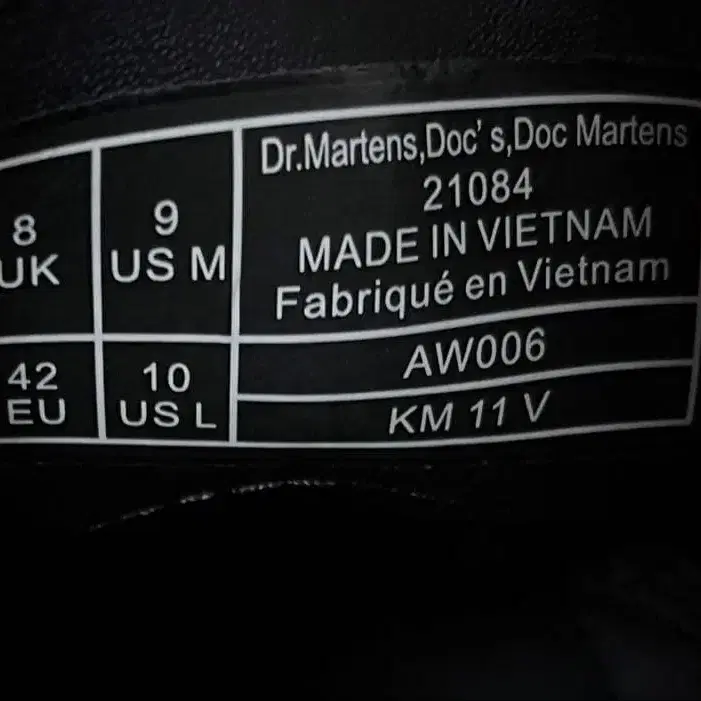 8
UK
9
US M
Dr.Martens,Doc's,Doc Martens
21084
MADE IN VIETNAM
Fabriqué en Vietnam
42
EU
10
US L
AW006
KM 11 V